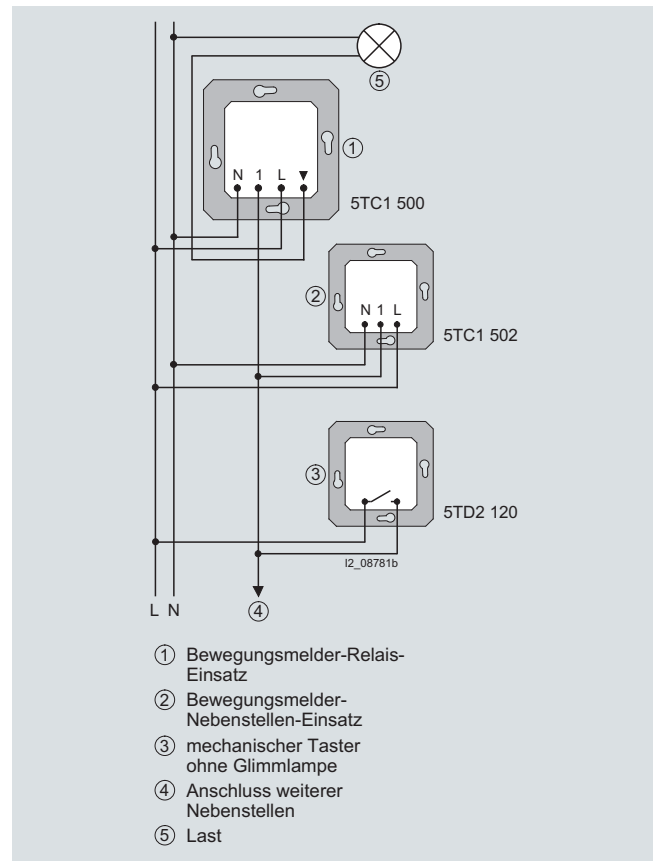 ⑤
N 1 L ▼
①
5TC1 500
②
N 1 L
5TC1 502
③
5TD2 120
I2_08781b
L N
④
① Bewegungsmelder-Relais-
Einsatz
② Bewegungsmelder-
Nebenstellen-Einsatz
③ mechanischer Taster
ohne Glimmlampe
④ Anschluss weiterer
Nebenstellen
⑤ Last